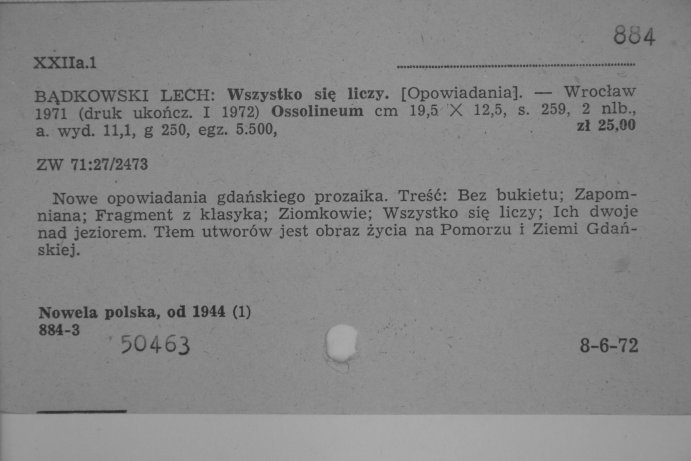 884
XXIIa.1
BĄDKOWSKI LECH: Wszystko się liczy. [Opowiadania]. — Wrocław
1971 (druk ukończ. I 1972) Ossolineum cm 19,5 X 12,5, s. 259, 2 nlb.,
a. wyd. 11,1, g 250, egz. 5.500, zł 25,00
ZW 71:27/2473
Nowe opowiadania gdańskiego prozaika. Treść: Bez bukietu; Zapom-
niana; Fragment z klasyka; Ziomkowie; Wszystko się liczy; Ich dwoje
nad jeziorem. Tłem utworów jest obraz życia na Pomorzu i Ziemi Gdań-
skiej.
Nowela polska, od 1944 (1)
884-3
50463
8-6-72